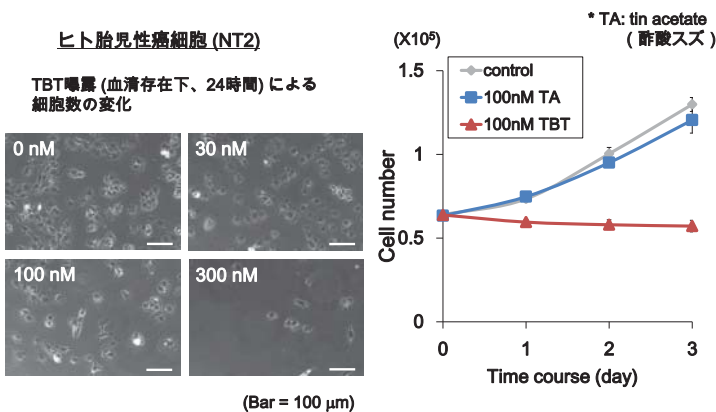 ヒト胎児性癌細胞 (NT2)
TBT曝露 (血清存在下、24時間) による
細胞数の変化
0 nM
30 nM
100 nM
300 nM
(Bar = 100 μm)
* TA: tin acetate
( 酢酸スズ )
(X10⁵)
1.5
1
0.5
0
Cell number
control
100nM TA
100nM TBT
0 1 2 3
Time course (day)